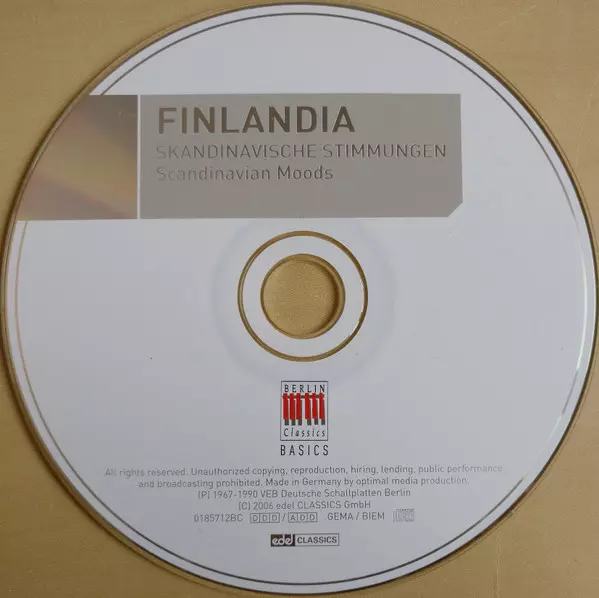 FINLANDIA
SKANDINAVISCHE STIMMUNGEN
Scandinavian Moods
BERLIN
Classics
BASICS
All rights reserved. Unauthorized copying, reproduction, hiring, lending, public performance
and broadcasting prohibited. Made in Germany by optimal media production.
(P) 1967-1990 VEB Deutsche Schallplatten Berlin
(C) 2006 edel CLASSICS GmbH
0185712BC DDD / ADD GEMA / BIEM
edel CLASSICS